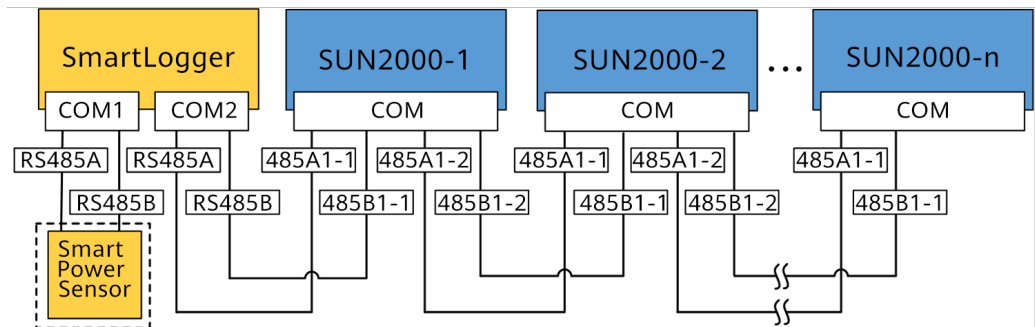 SmartLogger
SUN2000-1
SUN2000-2
...
SUN2000-n
COM1
COM2
COM
COM
COM
RS485A
RS485A
485A1-1
485A1-2
485A1-1
485A1-2
485A1-1
RS485B
RS485B
485B1-1
485B1-2
485B1-1
485B1-2
485B1-1
Smart
Power
Sensor